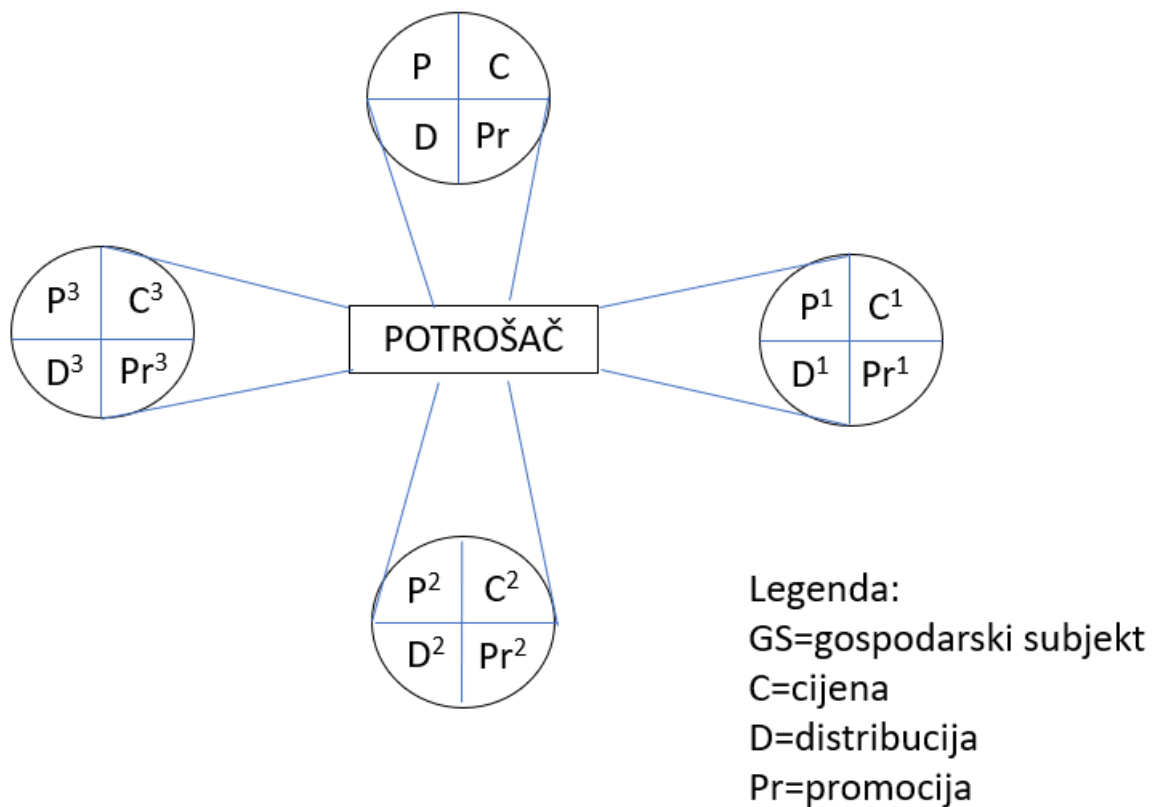 P C
D Pr
P³ C³
D³ Pr³
POTROŠAČ
P¹ C¹
D¹ Pr¹
P² C²
D² Pr²
Legenda:
GS=gospodarski subjekt
C=cijena
D=distribucija
Pr=promocija